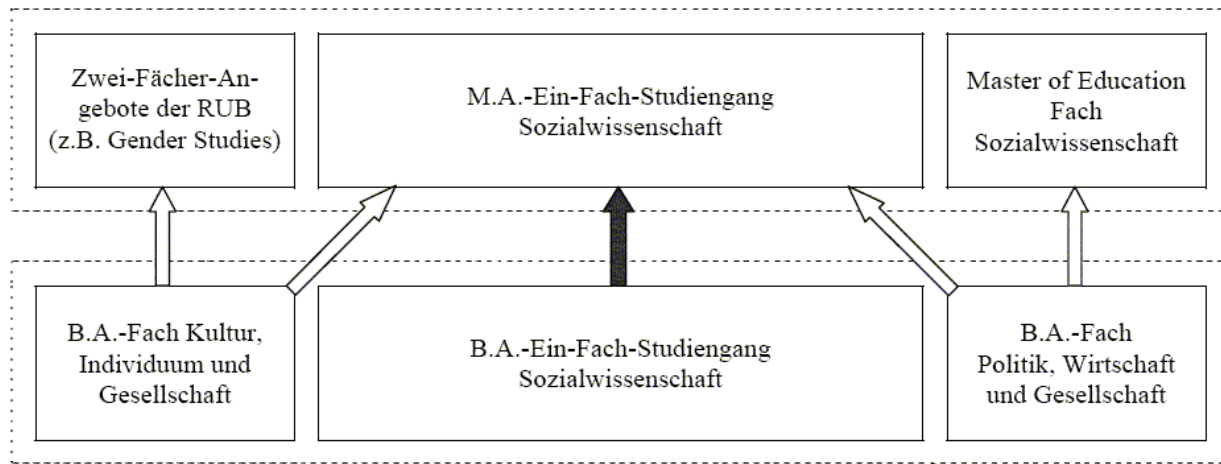 Zwei-Fächer-An-
gebote der RUB
(z.B. Gender Studies)
M.A.-Ein-Fach-Studiengang
Sozialwissenschaft
Master of Education
Fach
Sozialwissenschaft
B.A.-Fach Kultur,
Individuum und
Gesellschaft
B.A.-Ein-Fach-Studiengang
Sozialwissenschaft
B.A.-Fach
Politik, Wirtschaft
und Gesellschaft